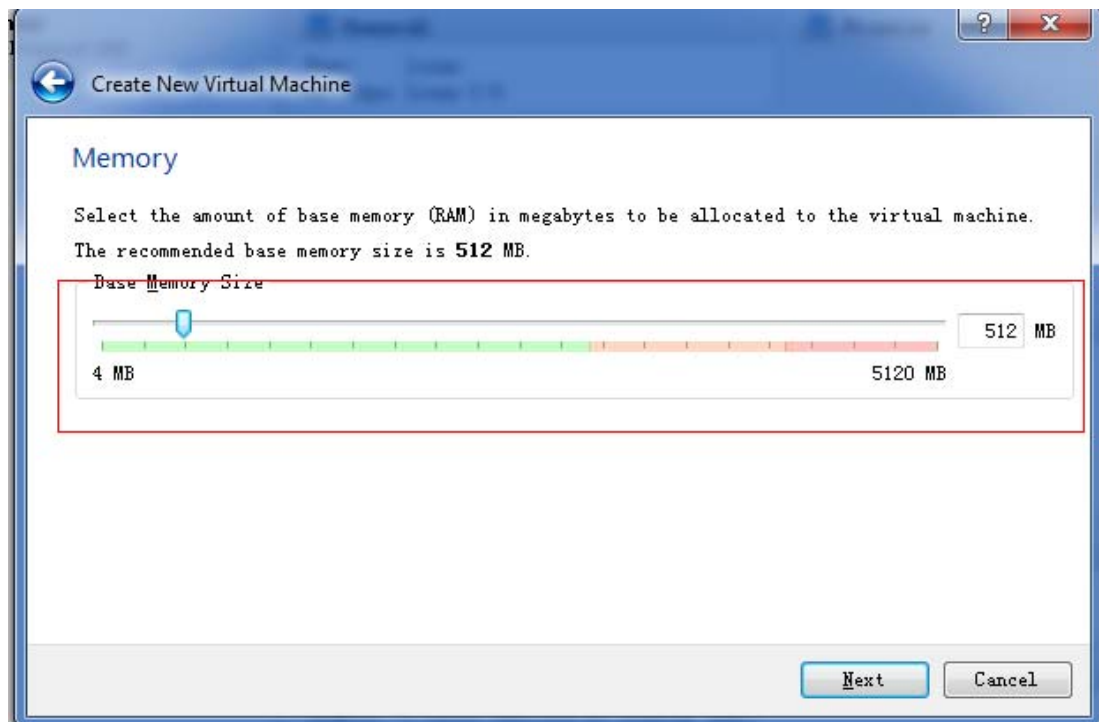 ?
X
Create New Virtual Machine
Memory
Select the amount of base memory (RAM) in megabytes to be allocated to the virtual machine.
The recommended base memory size is 512 MB.
Base Memory Size
512 MB
4 MB 5120 MB
Next Cancel